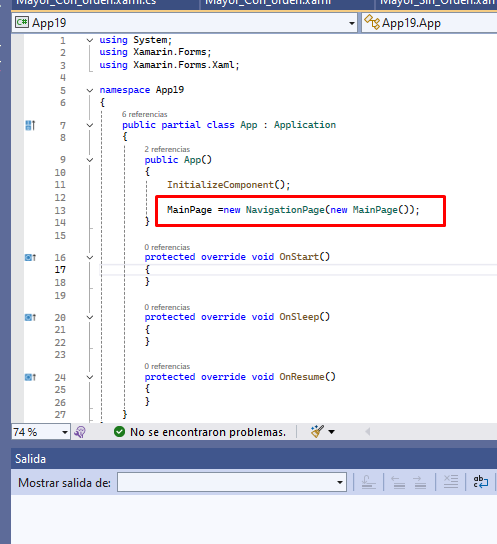 Mayor_Con_orden.xaml.cs Mayor_Con_orden.xaml Mayor_Sin_Orden.xam
App19 App19.App
1 using System;
2 using Xamarin.Forms;
3 using Xamarin.Forms.Xaml;
4
5 namespace App19
6 {
6 referencias
7 public partial class App : Application
8 {
2 referencias
9 public App()
10 {
11 InitializeComponent();
12
13 MainPage =new NavigationPage(new MainPage());
14 }
15
0 referencias
16 protected override void OnStart()
17 {
18 }
19
0 referencias
20 protected override void OnSleep()
21 {
22 }
23
0 referencias
24 protected override void OnResume()
25 {
26 }
27 }
74 % No se encontraron problemas.
Salida
Mostrar salida de: